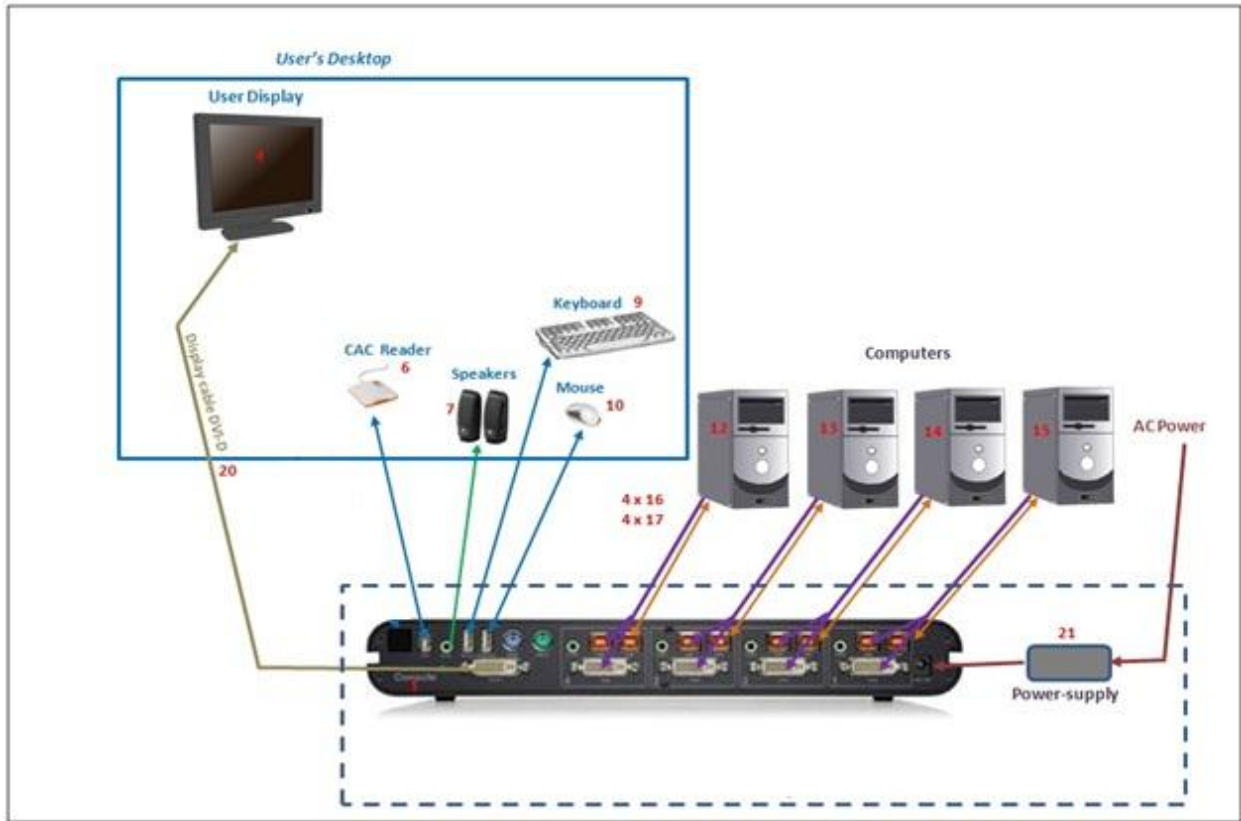 User's Desktop
User Display
4
Keyboard 9
CAC Reader
6
Speakers
7
Mouse
10
Display cable DVI-D
20
Computers
12
13
14
15
AC Power
4 x 16
4 x 17
21
Power-supply